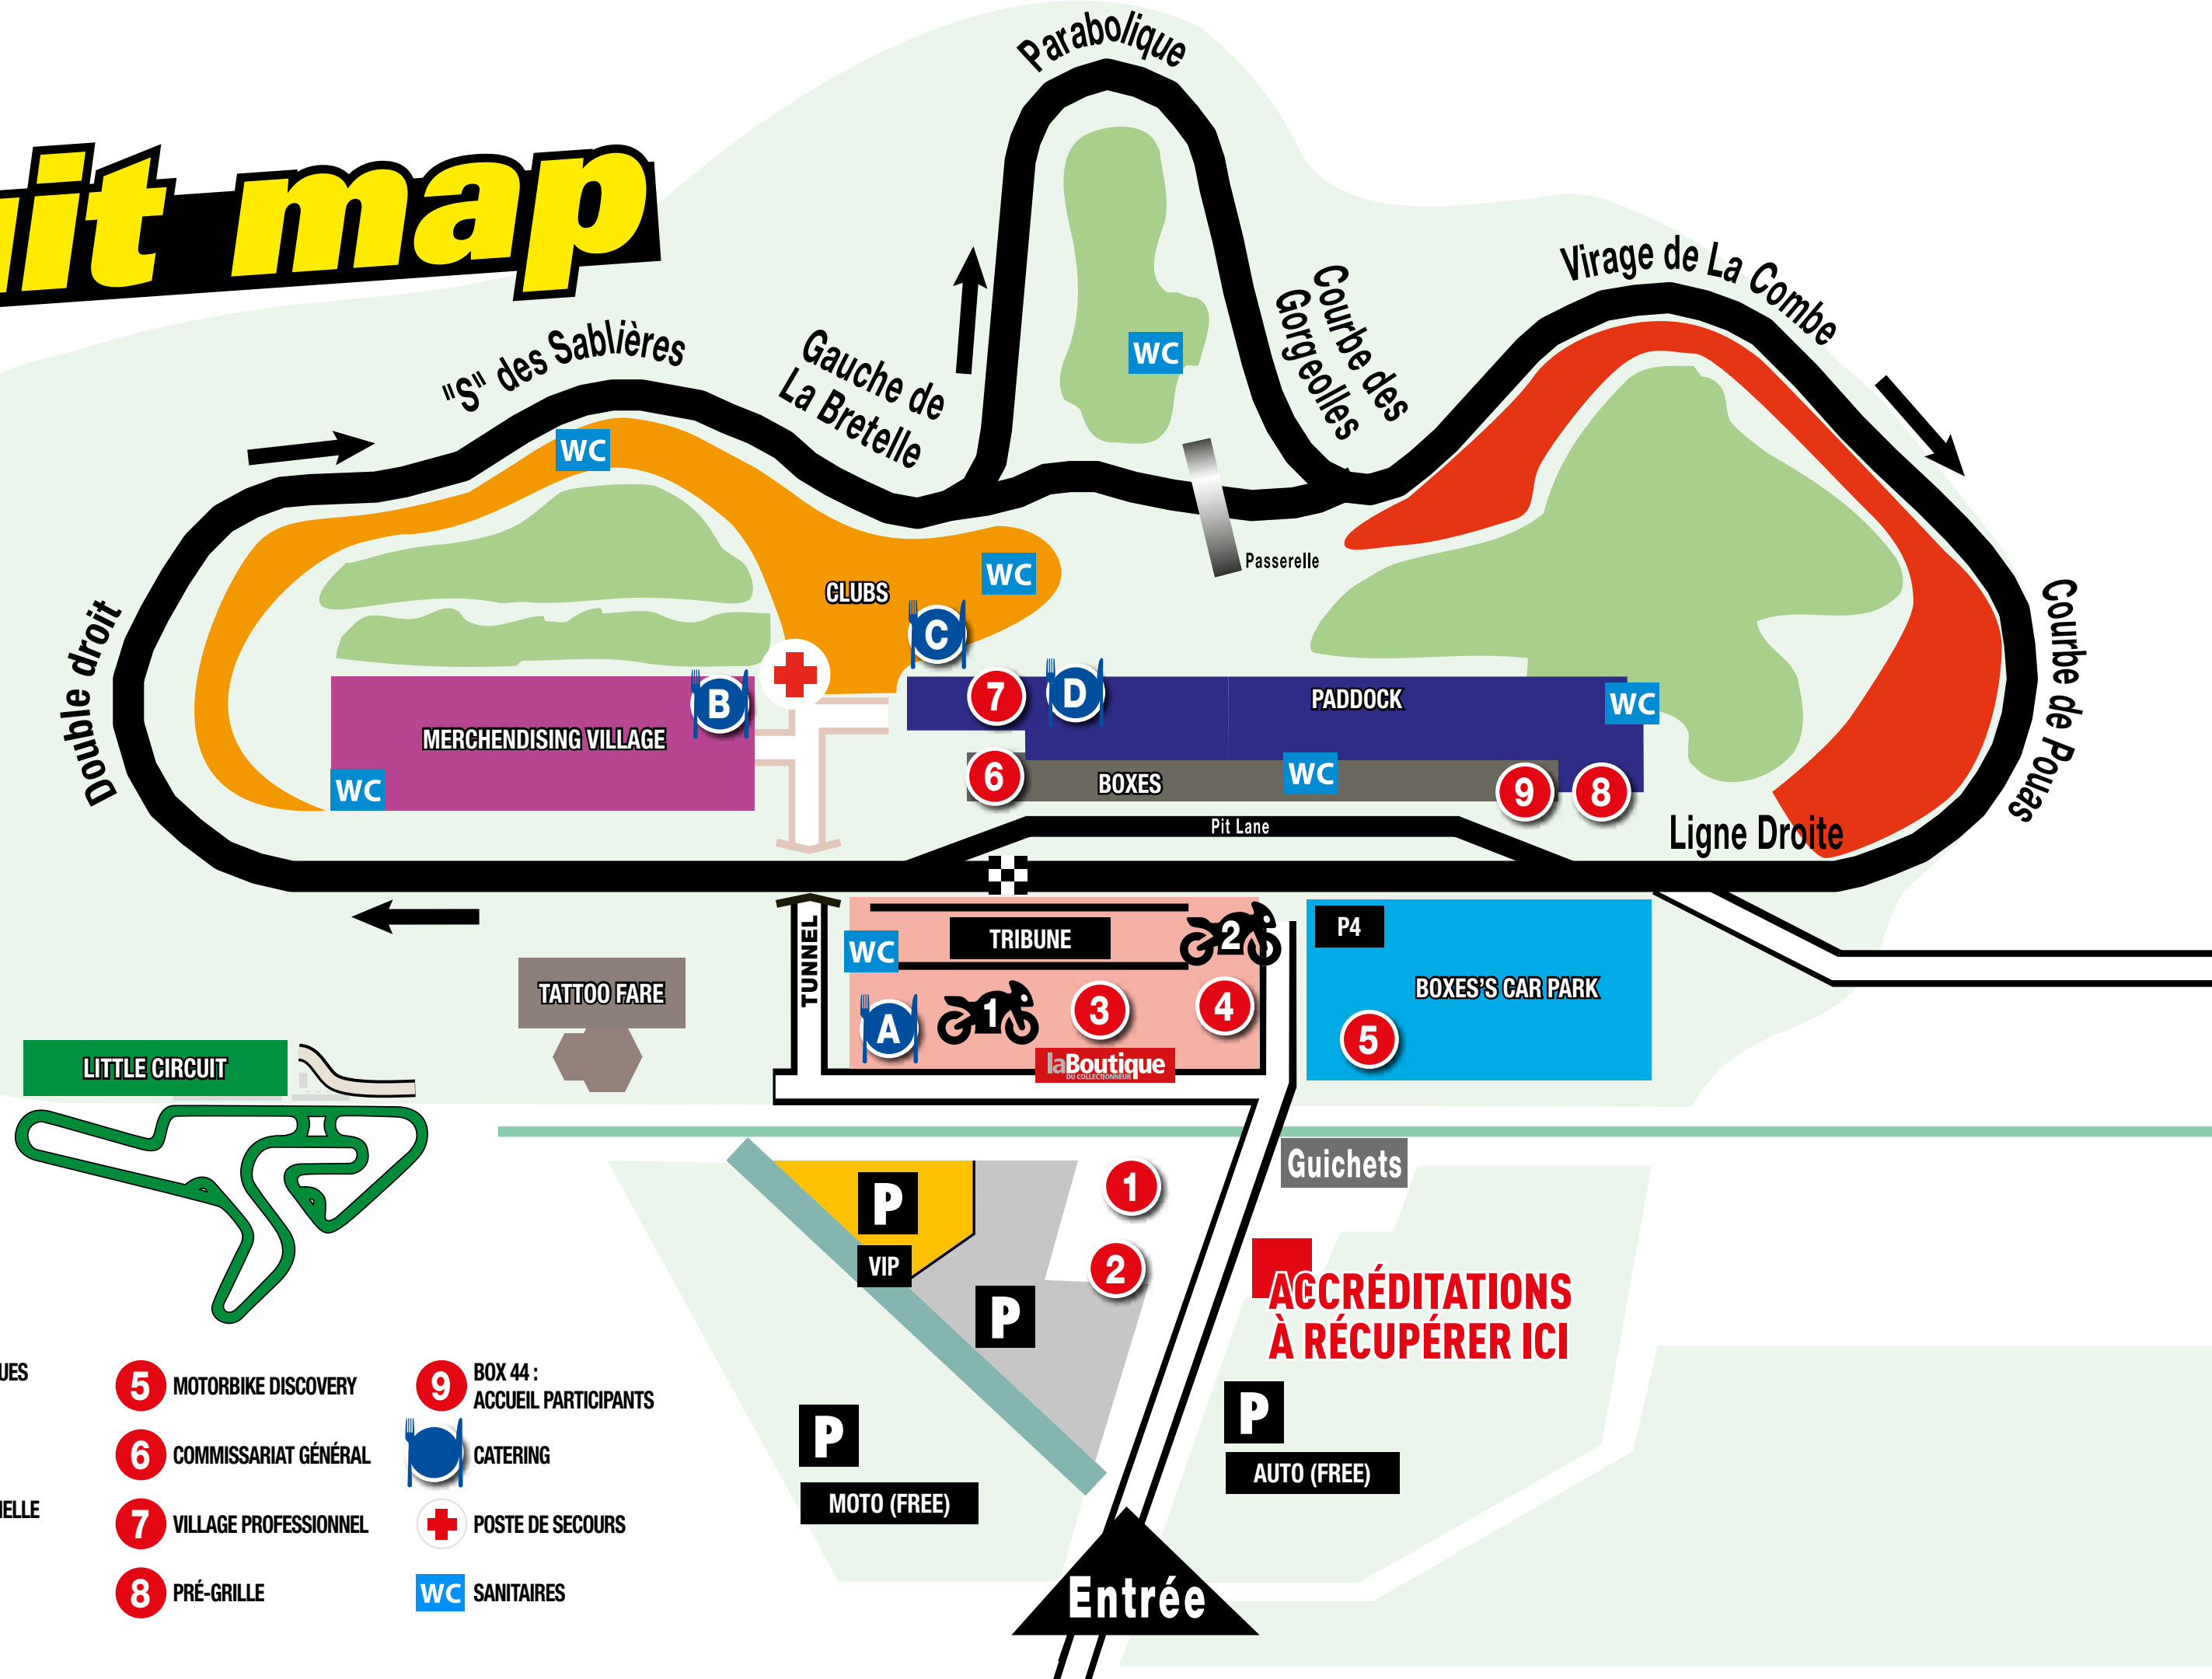 uit map
Parabolique
Virage de La Combe
"S" des Sablières
Gauche de
La Bretelle
Courbe des
Gorgeolles
WC
WC
Passerelle
WC
CLUBS
C
Double droit
Courbe de Pouas
B
7
D
PADDOCK
WC
MERCHENDISING VILLAGE
WC
6
BOXES
WC
9
8
Pit Lane
Ligne Droite
TUNNEL
WC
TRIBUNE
2
P4
TATTOO FARE
BOXES'S CAR PARK
A
1
3
4
5
laBoutique
DU COLLECTIONNEUR
LITTLE CIRCUIT
Guichets
P
1
VIP
2
P
ACCRÉDITATIONS
À RÉCUPÉRER ICI
P
MOTO (FREE)
P
AUTO (FREE)
Entrée
UES
5 MOTORBIKE DISCOVERY
6 COMMISSARIAT GÉNÉRAL
7 VILLAGE PROFESSIONNEL
8 PRÉ-GRILLE
9 BOX 44 :
ACCUEIL PARTICIPANTS
CATERING
POSTE DE SECOURS
WC SANITAIRES